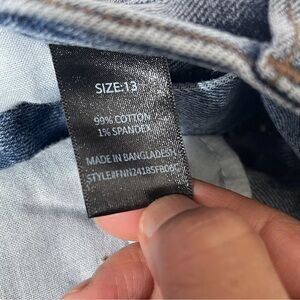 SIZE:13
99% COTTON
1% SPANDEX
MADE IN BANGLADESH